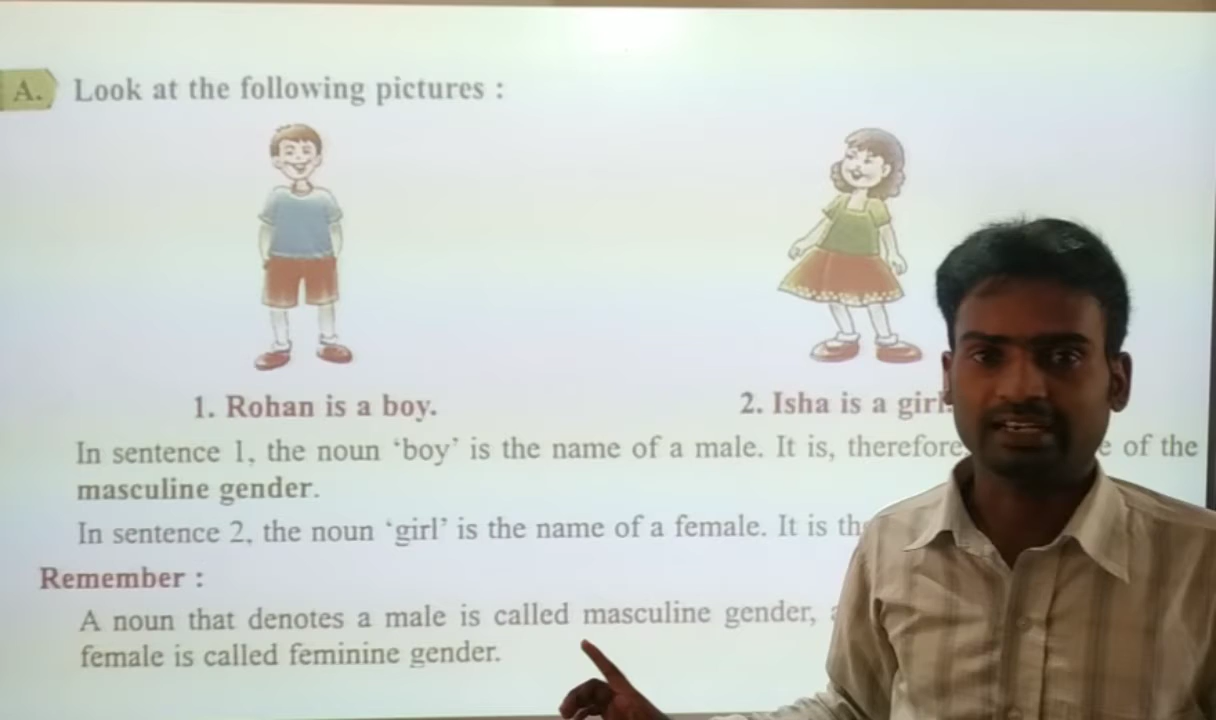 A. Look at the following pictures :
1. Rohan is a boy.
2. Isha is a girl.
In sentence 1, the noun ‘boy’ is the name of a male. It is, therefore of the
masculine gender.
In sentence 2, the noun ‘girl’ is the name of a female. It is
Remember :
A noun that denotes a male is called masculine gender,
female is called feminine gender.